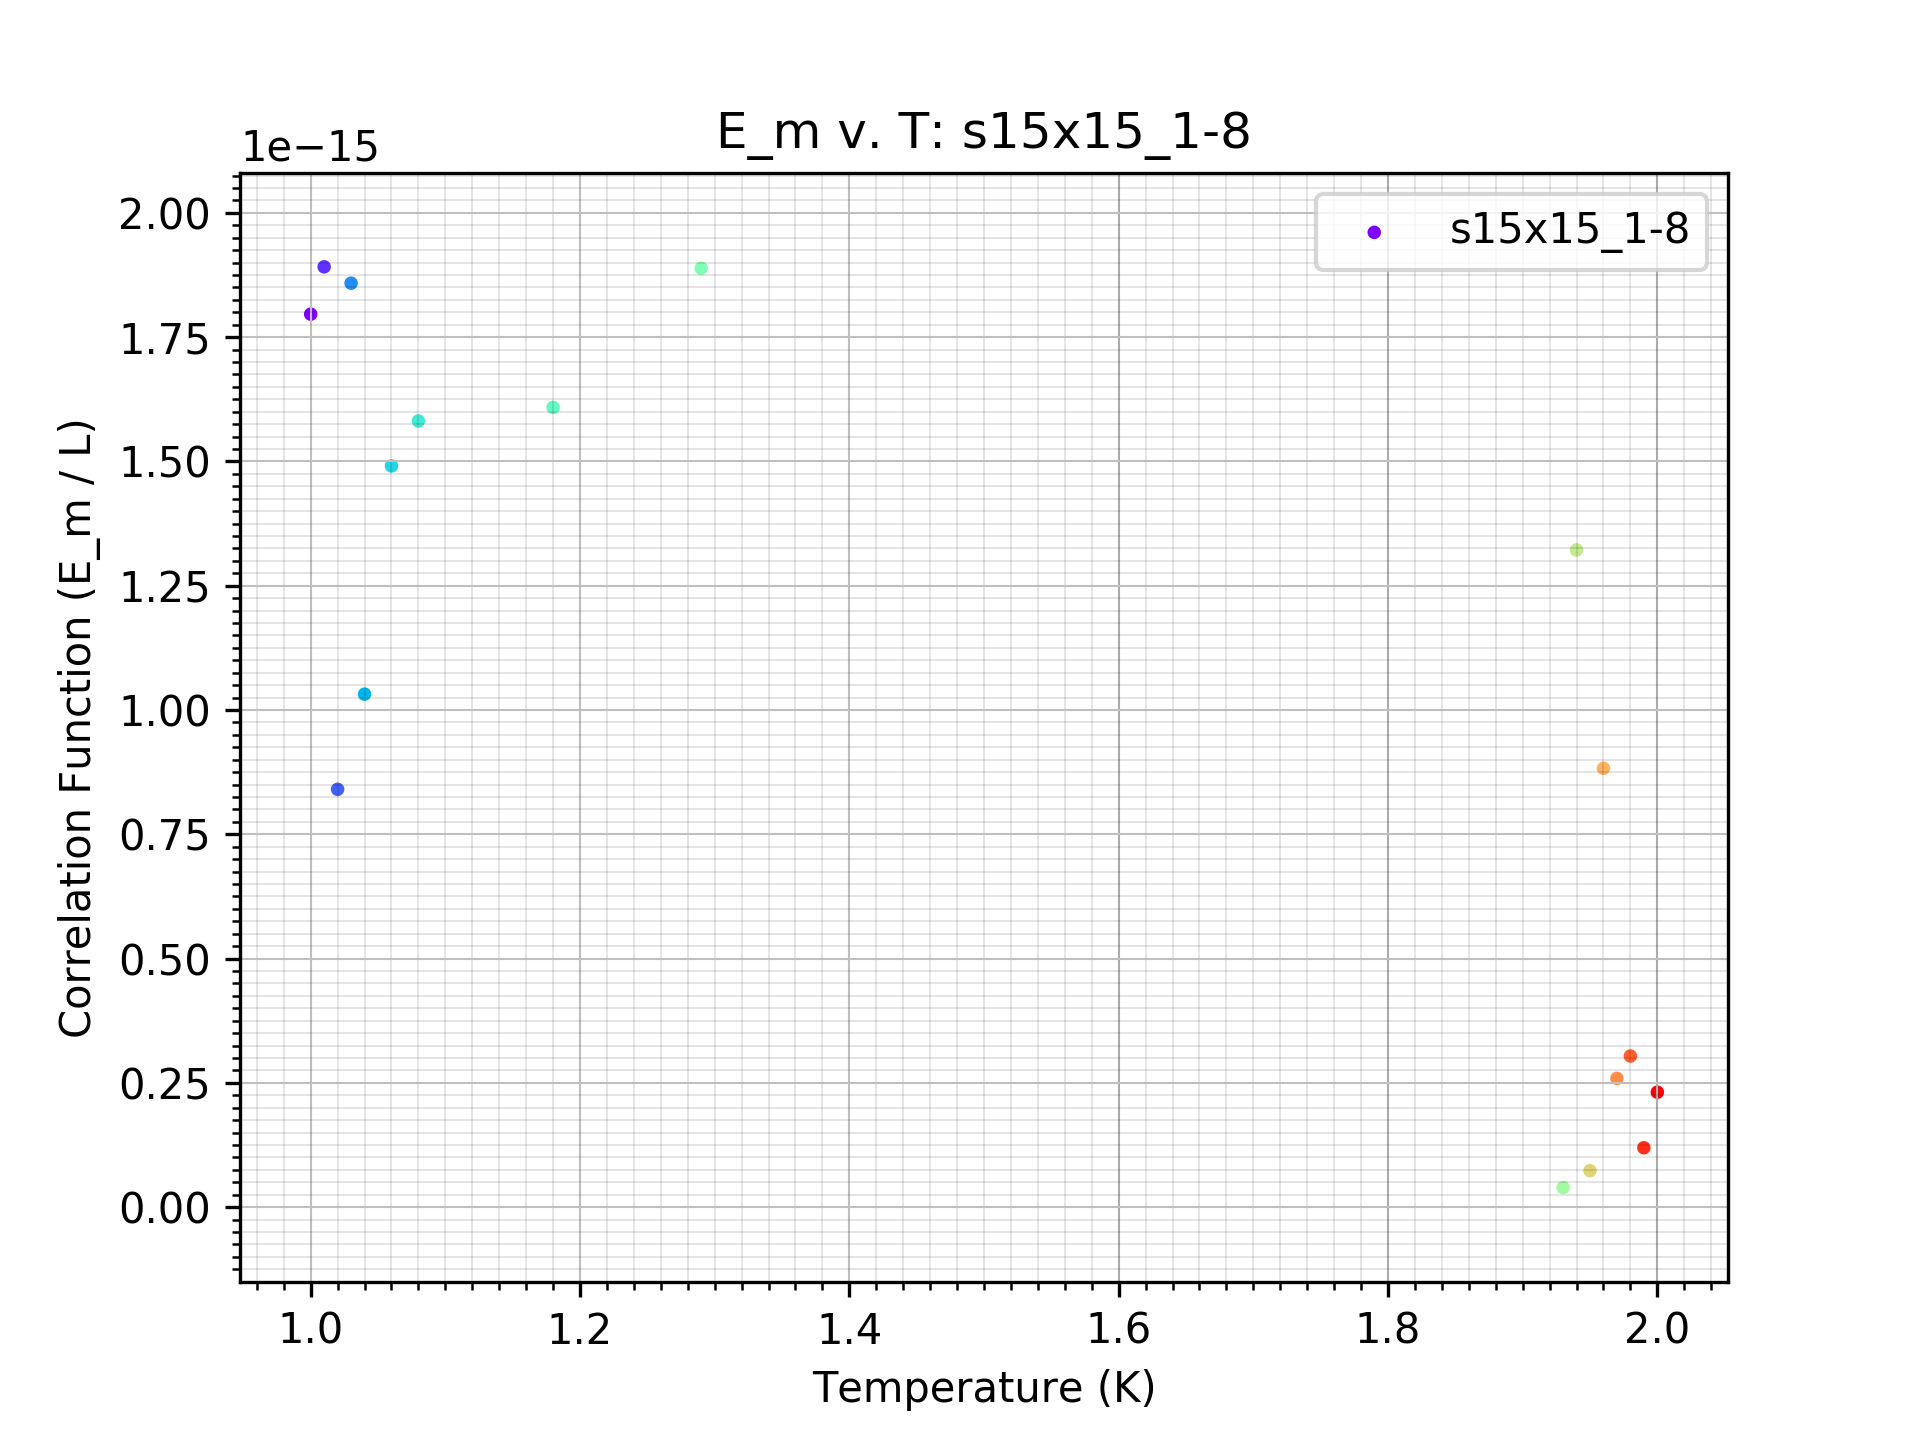 E_m v. T: s15x15_1-8
1e−15
s15x15_1-8
2.00
1.75
1.50
1.25
1.00
0.75
0.50
0.25
0.00
Correlation Function (E_m / L)
1.0 1.2 1.4 1.6 1.8 2.0
Temperature (K)